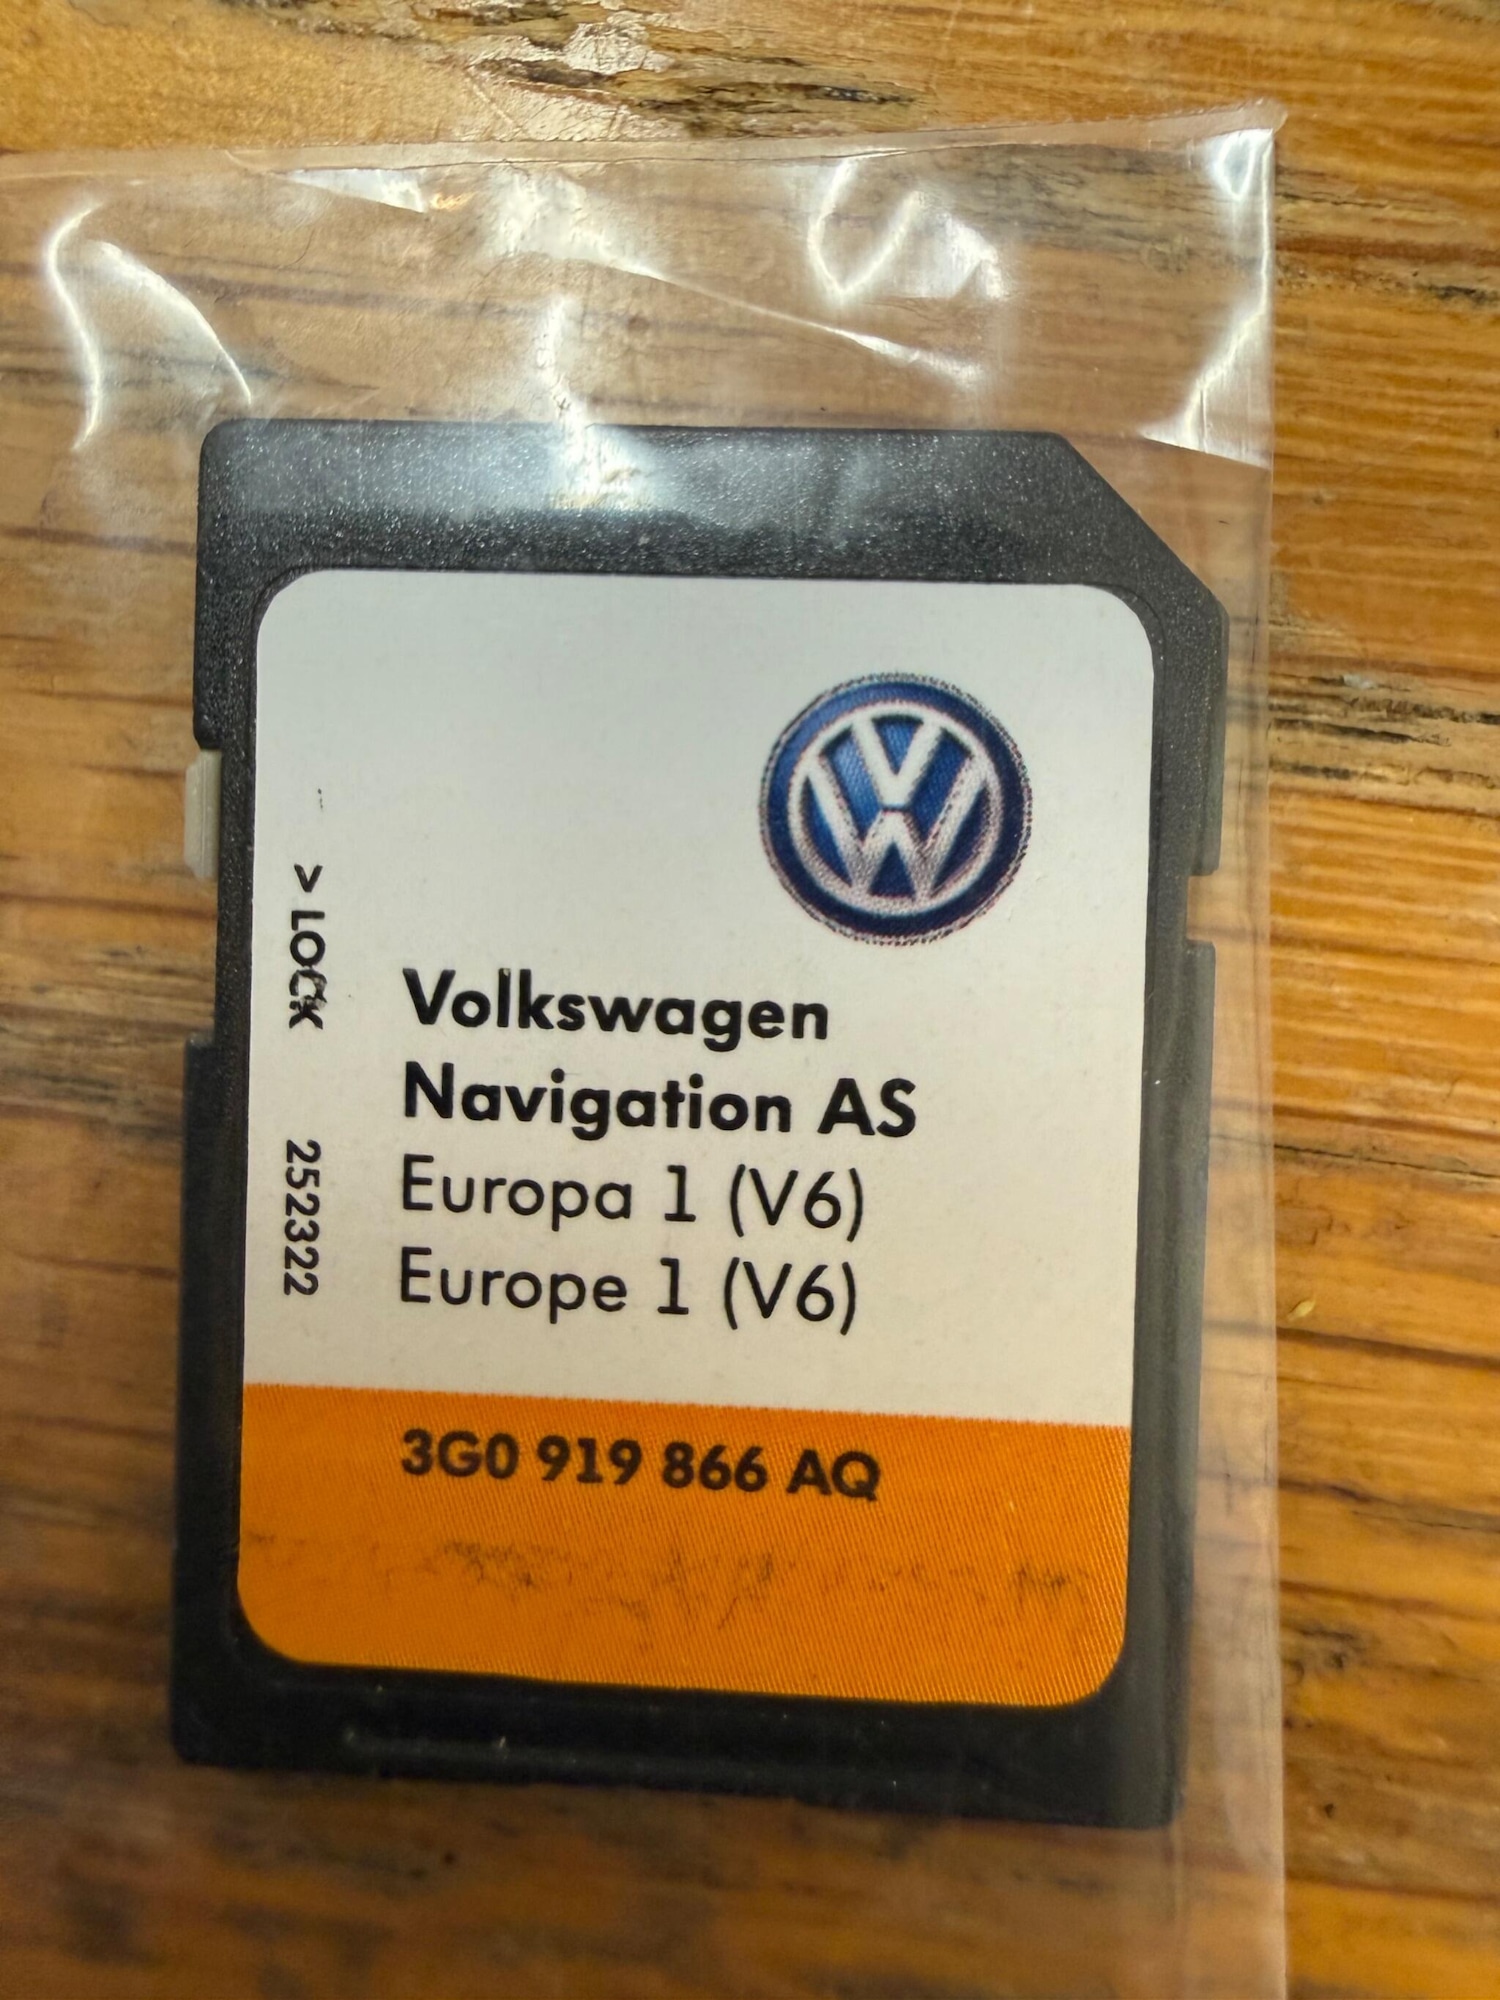 > LOCK
252322
Volkswagen
Navigation AS
Europa 1 (V6)
Europe 1 (V6)
3G0 919 866 AQ